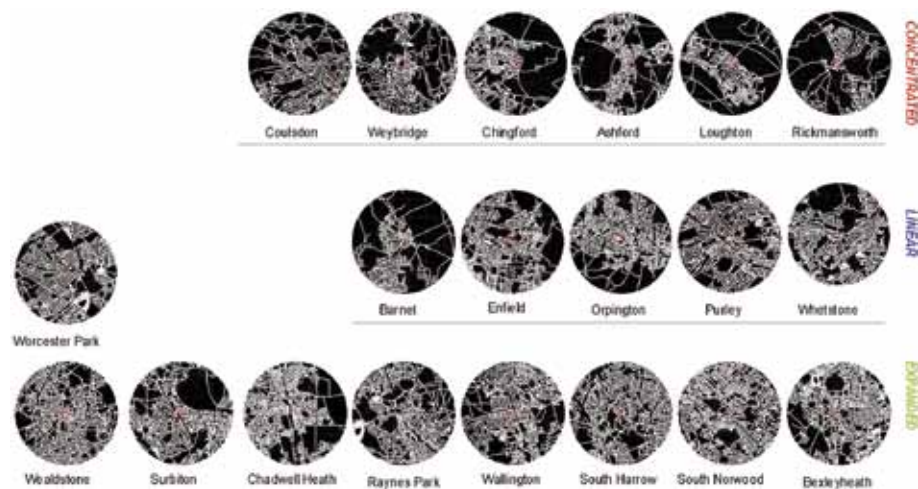 Coulsdon Weybridge Chingford Ashford Loughton Rickmansworth
CONCENTRATED
Barnet Enfield Orpington Purley Whetstone
LINEAR
Worcester Park
Wealdstone Surbiton Chadwell Heath Raynes Park Wallington South Harrow South Norwood Bexleyheath
EXPANDED